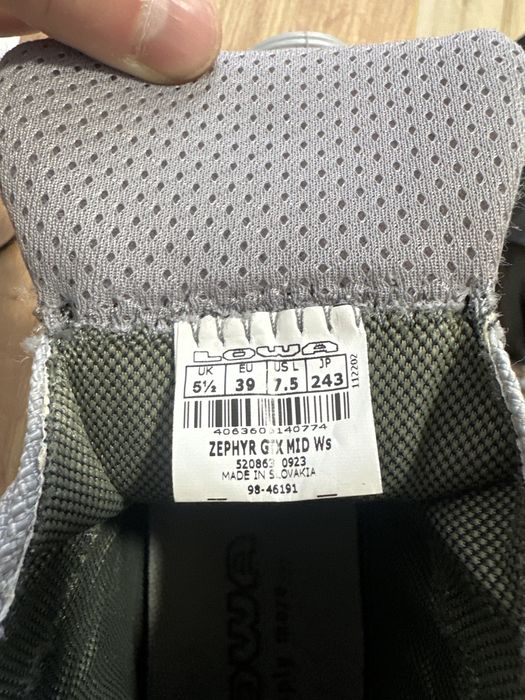 LOWA
UK EU US L JP
5½ 39 7.5 243
112202
4063606140774
ZEPHYR GTX MID Ws
520863 0923
MADE IN SLOVAKIA
98-46191